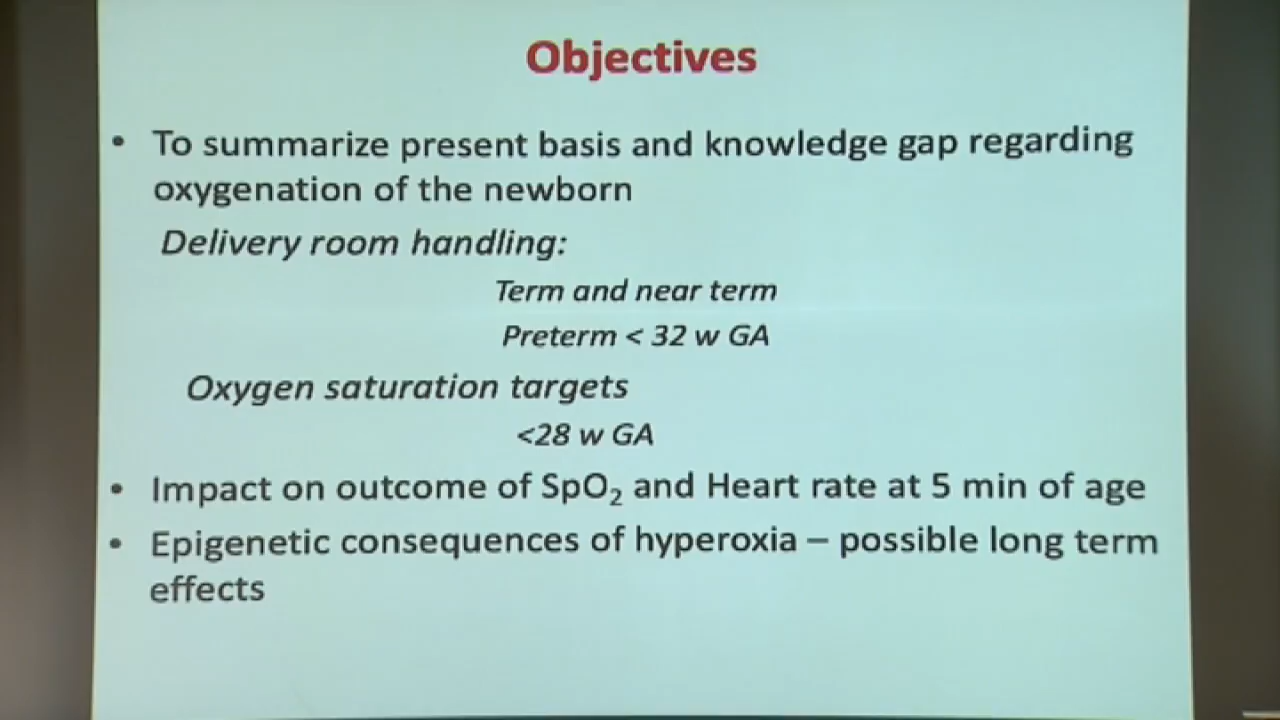 Objectives
• To summarize present basis and knowledge gap regarding
oxygenation of the newborn
Delivery room handling:
Term and near term
Preterm < 32 w GA
Oxygen saturation targets
<28 w GA
• Impact on outcome of SpO₂ and Heart rate at 5 min of age
• Epigenetic consequences of hyperoxia – possible long term
effects